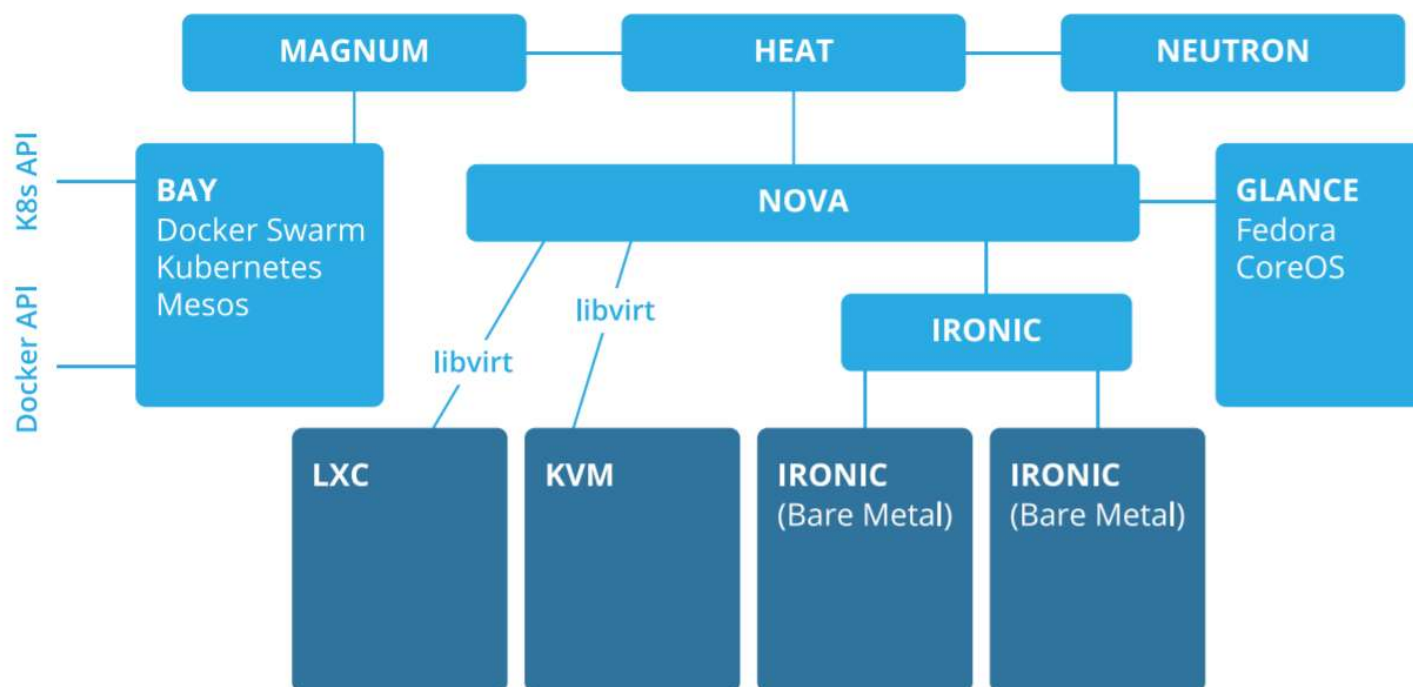 MAGNUM
HEAT
NEUTRON
K8s API
Docker API
BAY
Docker Swarm
Kubernetes
Mesos
NOVA
GLANCE
Fedora
CoreOS
libvirt
libvirt
IRONIC
LXC
KVM
IRONIC
(Bare Metal)
IRONIC
(Bare Metal)